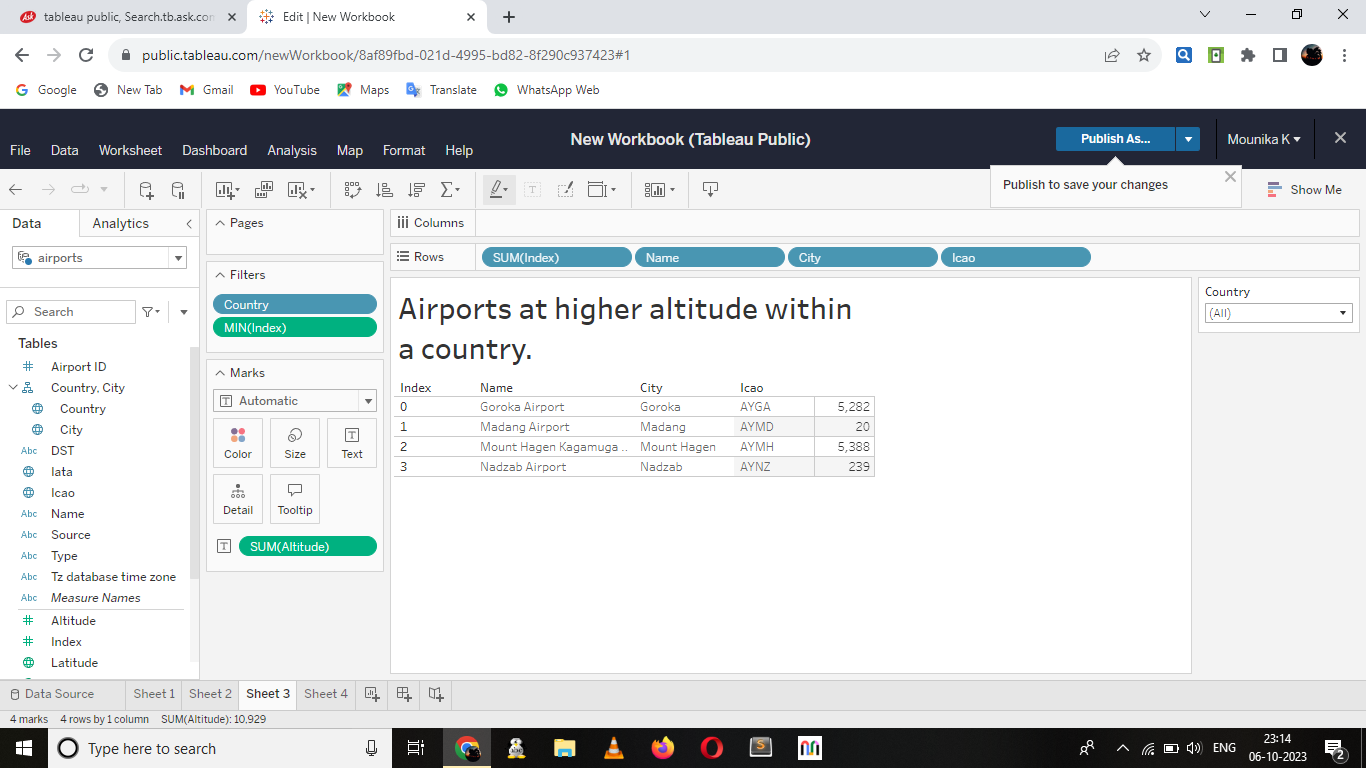 tableau public, Search.tb.ask.con
Edit | New Workbook
public.tableau.com/newWorkbook/8af89fbd-021d-4995-bd82-8f290c937423#1
Google New Tab Gmail YouTube Maps Translate WhatsApp Web
New Workbook (Tableau Public)
File Data Worksheet Dashboard Analysis Map Format Help
Publish As...
Mounika K
Publish to save your changes
Show Me
Data Analytics
airports
Search
Tables
Airport ID
Country, City
Country
City
Abc DST
Iata
Icao
Abc Name
Abc Source
Abc Type
Abc Tz database time zone
Abc Measure Names
Altitude
Index
Latitude
Pages
Filters
Country
MIN(Index)
Marks
Automatic
Color Size Text
Detail Tooltip
SUM(Altitude)
Columns
Rows SUM(Index) Name City Icao
Airports at higher altitude within
a country.
Index Name City Icao
0 Goroka Airport Goroka AYGA 5,282
1 Madang Airport Madang AYMD 20
2 Mount Hagen Kagamuga .. Mount Hagen AYMH 5,388
3 Nadzab Airport Nadzab AYNZ 239
Country
(All)
Data Source Sheet 1 Sheet 2 Sheet 3 Sheet 4
4 marks 4 rows by 1 column SUM(Altitude): 10,929
Type here to search
ENG
23:14
06-10-2023
2